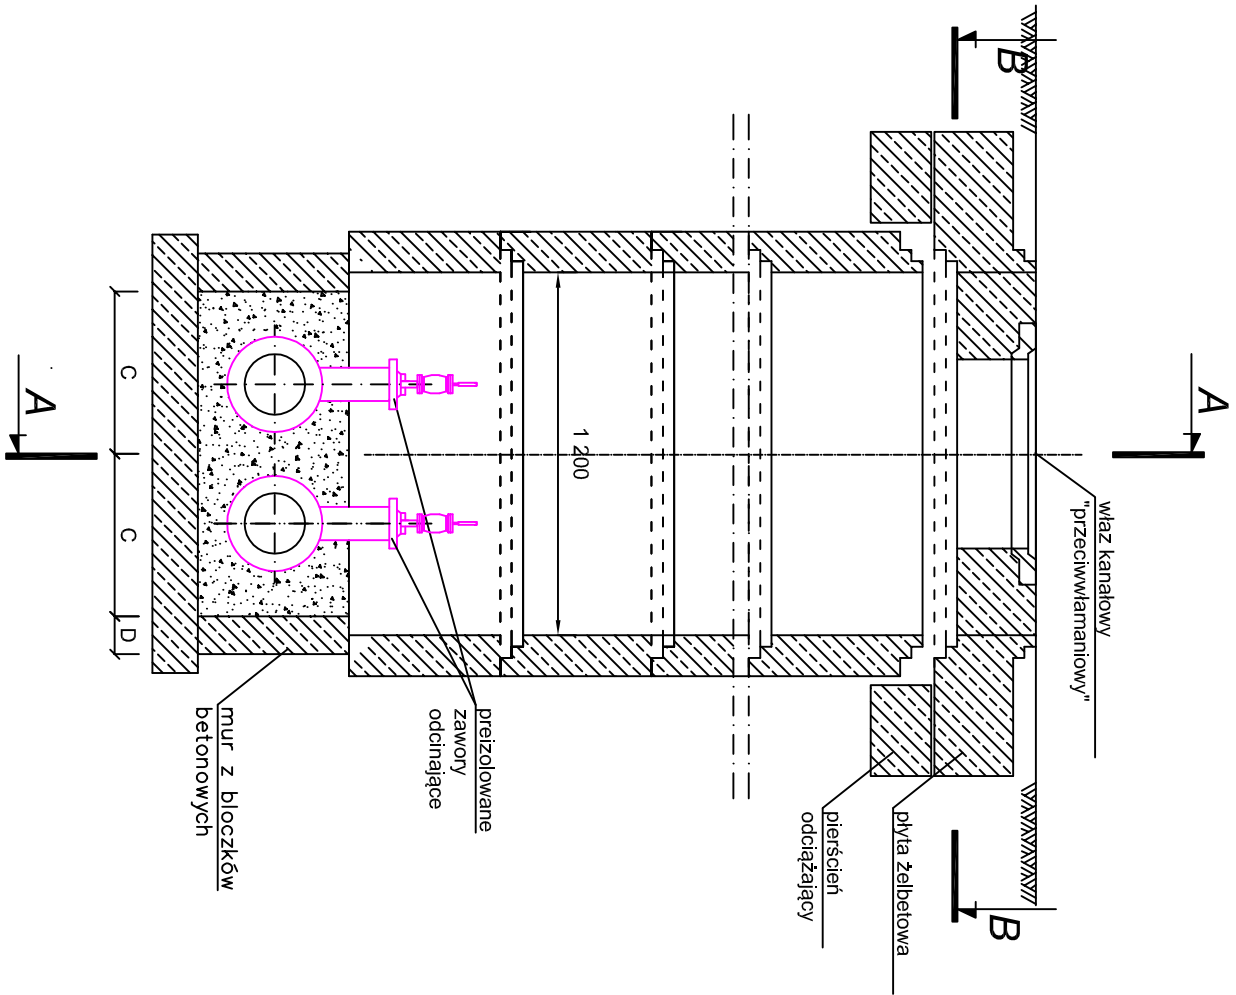 B
B
A
A
właz kanałowy
"przeciwwłamaniowy"
płyta żelbetowa
pierścień
odciążający
1 200
preizolowane
zawory
odcinające
mur z bloczków
betonowych
C
C
D